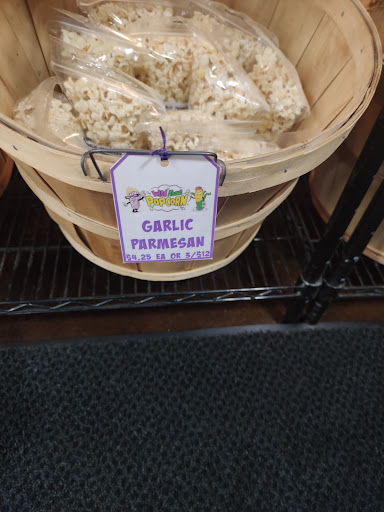 Wild About
POPCORN
GARLIC
PARMESAN
$4.25 EA OR 3/$12